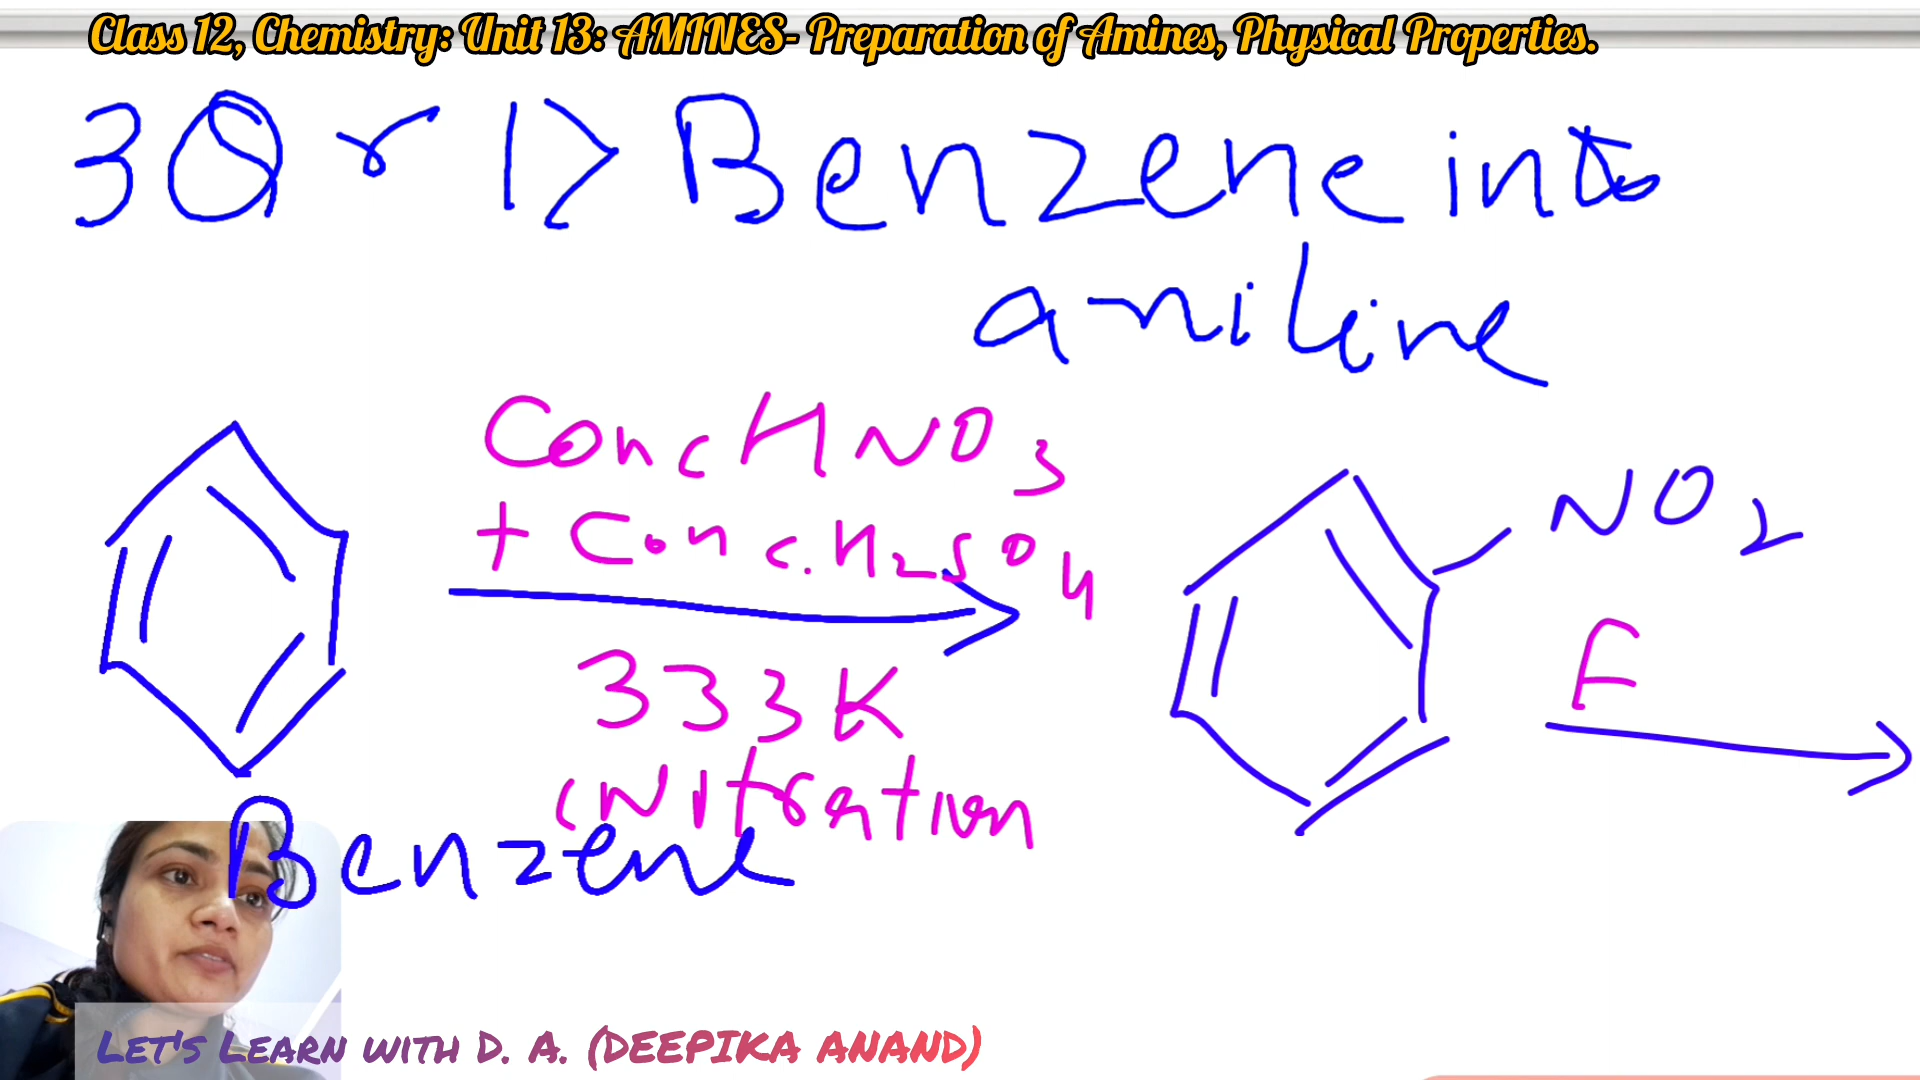 Class 12, Chemistry: Unit 13: AMINES- Preparation of Amines, Physical Properties.
3Q r 1> Benzene into
aniline
Conc HNO3
+ Conc. H2SO4
NO2
333K
F
Nitration
Benzene
LET'S LEARN WITH D. A. (DEEPIKA ANAND)